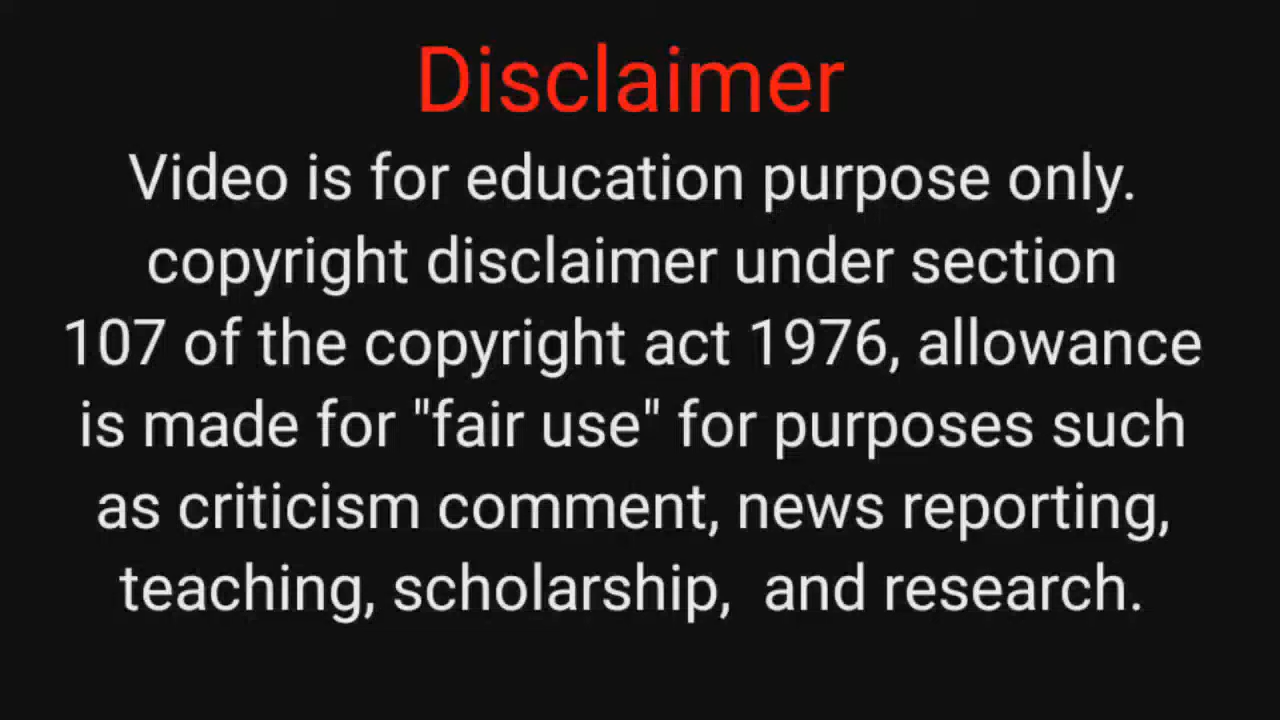 Disclaimer
Video is for education purpose only.
copyright disclaimer under section
107 of the copyright act 1976, allowance
is made for "fair use" for purposes such
as criticism comment, news reporting,
teaching, scholarship,  and research.